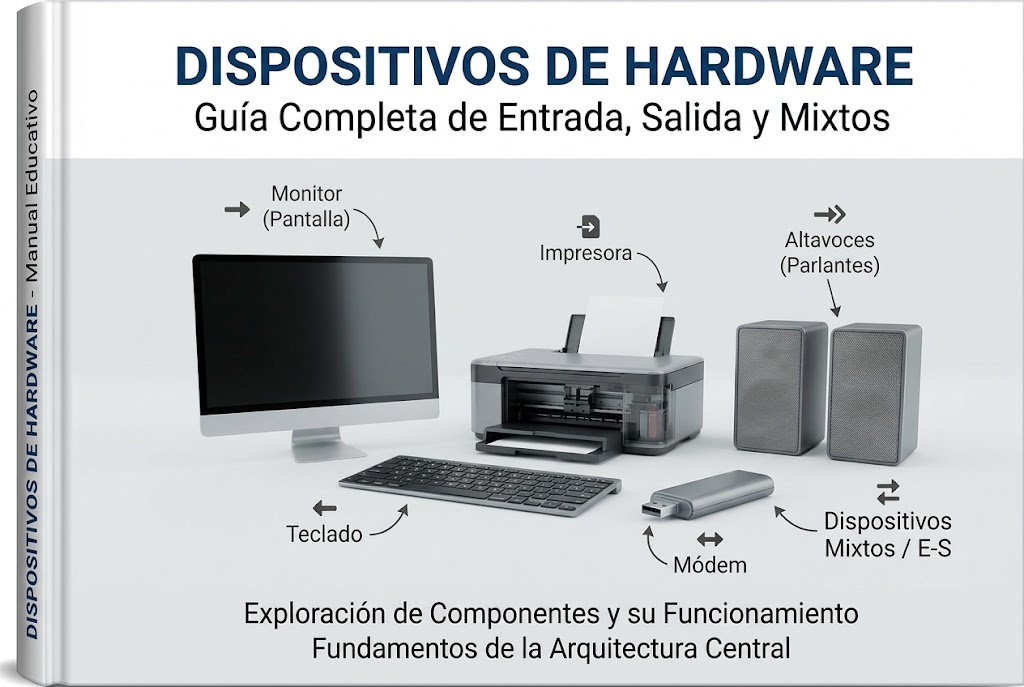 DISPOSITIVOS DE HARDWARE - Manual Educativo
DISPOSITIVOS DE HARDWARE
Guía Completa de Entrada, Salida y Mixtos
Monitor
(Pantalla)
Impresora
Altavoces
(Parlantes)
Teclado
Módem
Dispositivos
Mixtos / E-S
Exploración de Componentes y su Funcionamiento
Fundamentos de la Arquitectura Central